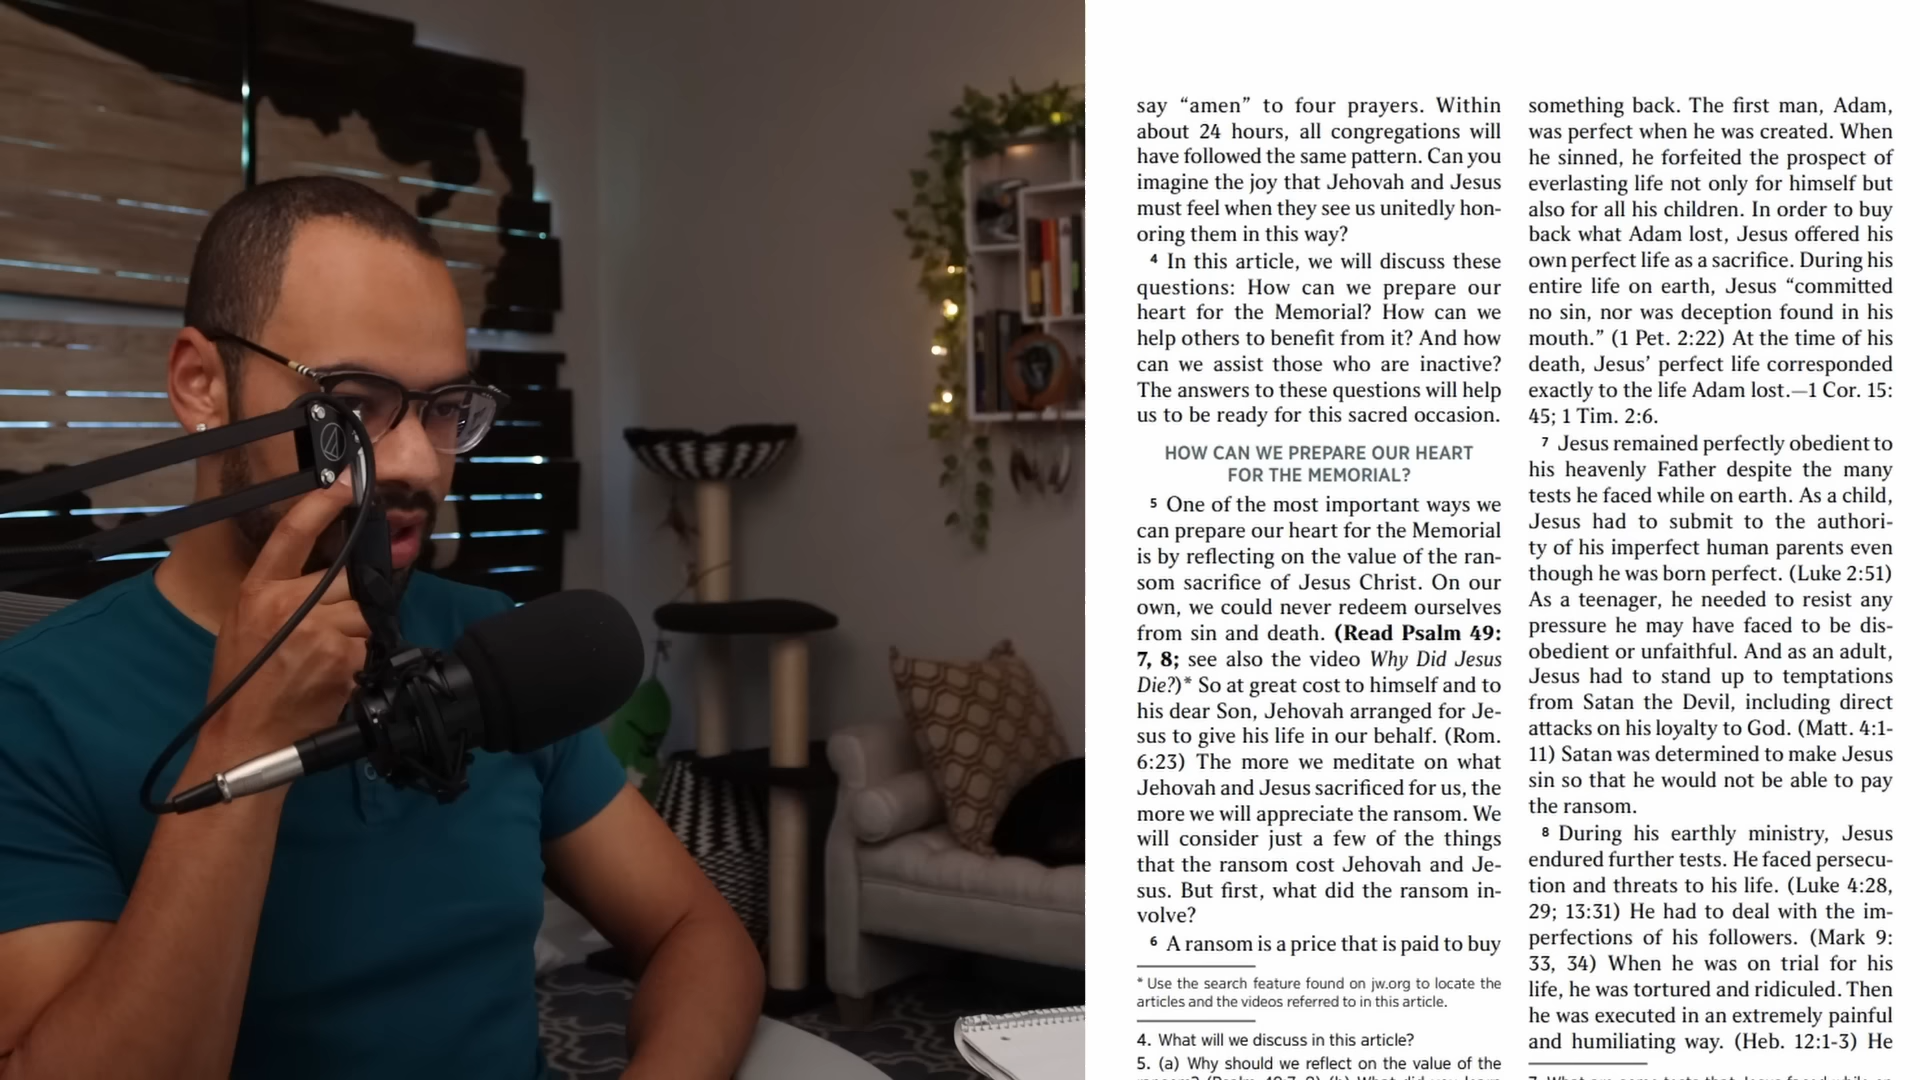 say “amen” to four prayers. Within
about 24 hours, all congregations will
have followed the same pattern. Can you
imagine the joy that Jehovah and Jesus
must feel when they see us unitedly hon-
oring them in this way?
4 In this article, we will discuss these
questions: How can we prepare our
heart for the Memorial? How can we
help others to benefit from it? And how
can we assist those who are inactive?
The answers to these questions will help
us to be ready for this sacred occasion.
HOW CAN WE PREPARE OUR HEART
FOR THE MEMORIAL?
5 One of the most important ways we
can prepare our heart for the Memorial
is by reflecting on the value of the ran-
som sacrifice of Jesus Christ. On our
own, we could never redeem ourselves
from sin and death. (Read Psalm 49:
7, 8; see also the video Why Did Jesus
Die?)* So at great cost to himself and to
his dear Son, Jehovah arranged for Je-
sus to give his life in our behalf. (Rom.
6:23) The more we meditate on what
Jehovah and Jesus sacrificed for us, the
more we will appreciate the ransom. We
will consider just a few of the things
that the ransom cost Jehovah and Je-
sus. But first, what did the ransom in-
volve?
6 A ransom is a price that is paid to buy
* Use the search feature found on jw.org to locate the
articles and the videos referred to in this article.
4. What will we discuss in this article?
5. (a) Why should we reflect on the value of the
something back. The first man, Adam,
was perfect when he was created. When
he sinned, he forfeited the prospect of
everlasting life not only for himself but
also for all his children. In order to buy
back what Adam lost, Jesus offered his
own perfect life as a sacrifice. During his
entire life on earth, Jesus “committed
no sin, nor was deception found in his
mouth.” (1 Pet. 2:22) At the time of his
death, Jesus’ perfect life corresponded
exactly to the life Adam lost.—1 Cor. 15:
45; 1 Tim. 2:6.
7 Jesus remained perfectly obedient to
his heavenly Father despite the many
tests he faced while on earth. As a child,
Jesus had to submit to the authori-
ty of his imperfect human parents even
though he was born perfect. (Luke 2:51)
As a teenager, he needed to resist any
pressure he may have faced to be dis-
obedient or unfaithful. And as an adult,
Jesus had to stand up to temptations
from Satan the Devil, including direct
attacks on his loyalty to God. (Matt. 4:1-
11) Satan was determined to make Jesus
sin so that he would not be able to pay
the ransom.
8 During his earthly ministry, Jesus
endured further tests. He faced persecu-
tion and threats to his life. (Luke 4:28,
29; 13:31) He had to deal with the im-
perfections of his followers. (Mark 9:
33, 34) When he was on trial for his
life, he was tortured and ridiculed. Then
he was executed in an extremely painful
and humiliating way. (Heb. 12:1-3) He